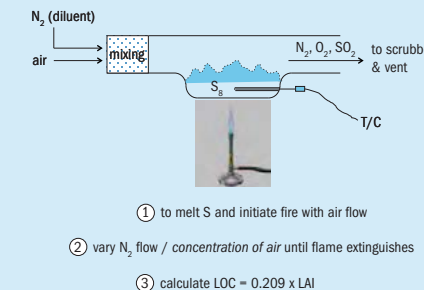 N₂ (diluent)
air
mixing
N₂, O₂, SO₂
to scrubb
& vent
S₈
T/C
① to melt S and initiate fire with air flow
② vary N₂ flow / concentration of air until flame extinguishes
③ calculate LOC = 0.209 x LAI